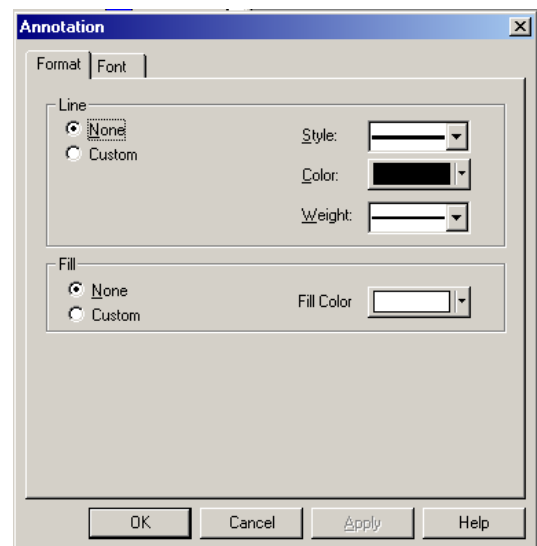 Annotation
Format Font
Line
None
Custom
Style:
Color:
Weight:
Fill
None
Custom
Fill Color
OK Cancel Apply Help